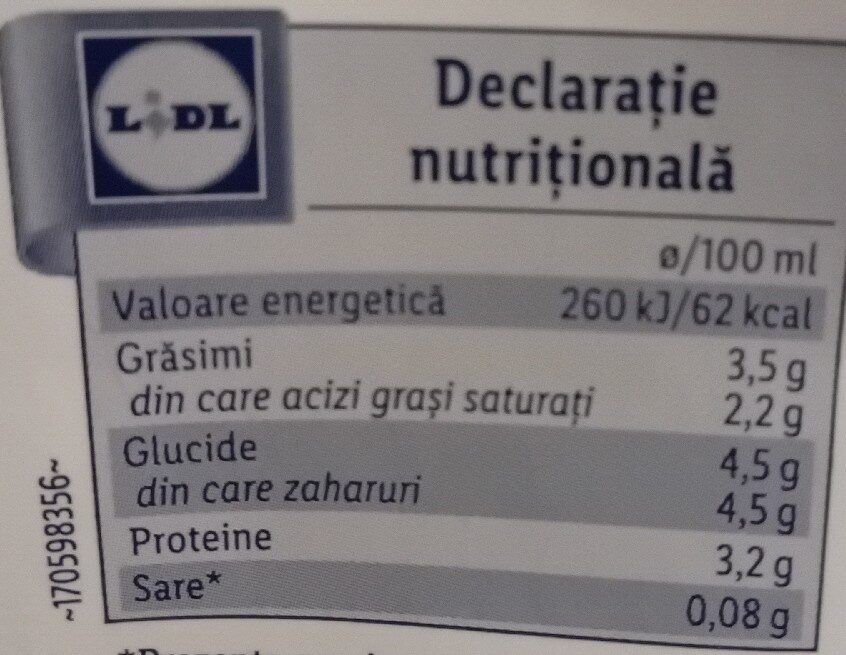 LIDL
Declarație
nutrițională
ø/100 ml
Valoare energetică 260 kJ/62 kcal
Grăsimi 3,5 g
din care acizi grași saturați 2,2 g
Glucide 4,5 g
din care zaharuri 4,5 g
Proteine 3,2 g
Sare* 0,08 g
~170598356~